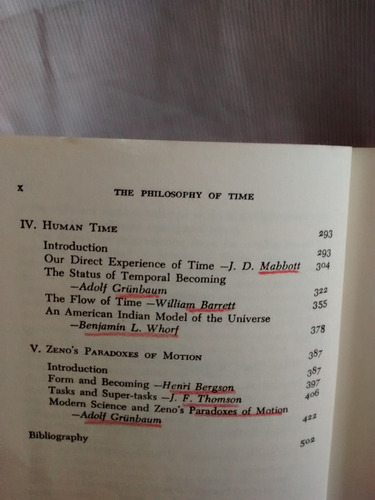 x THE PHILOSOPHY OF TIME
IV. HUMAN TIME 293
Introduction 293
Our Direct Experience of Time —J. D. Mabbott 304
The Status of Temporal Becoming
—Adolf Grünbaum 322
The Flow of Time —William Barrett 355
An American Indian Model of the Universe
—Benjamin L. Whorf 378
V. ZENO'S PARADOXES OF MOTION 387
Introduction 387
Form and Becoming —Henri Bergson 397
Tasks and Super-tasks —J. F. Thomson 406
Modern Science and Zeno's Paradoxes of Motion
—Adolf Grünbaum 422
Bibliography 502